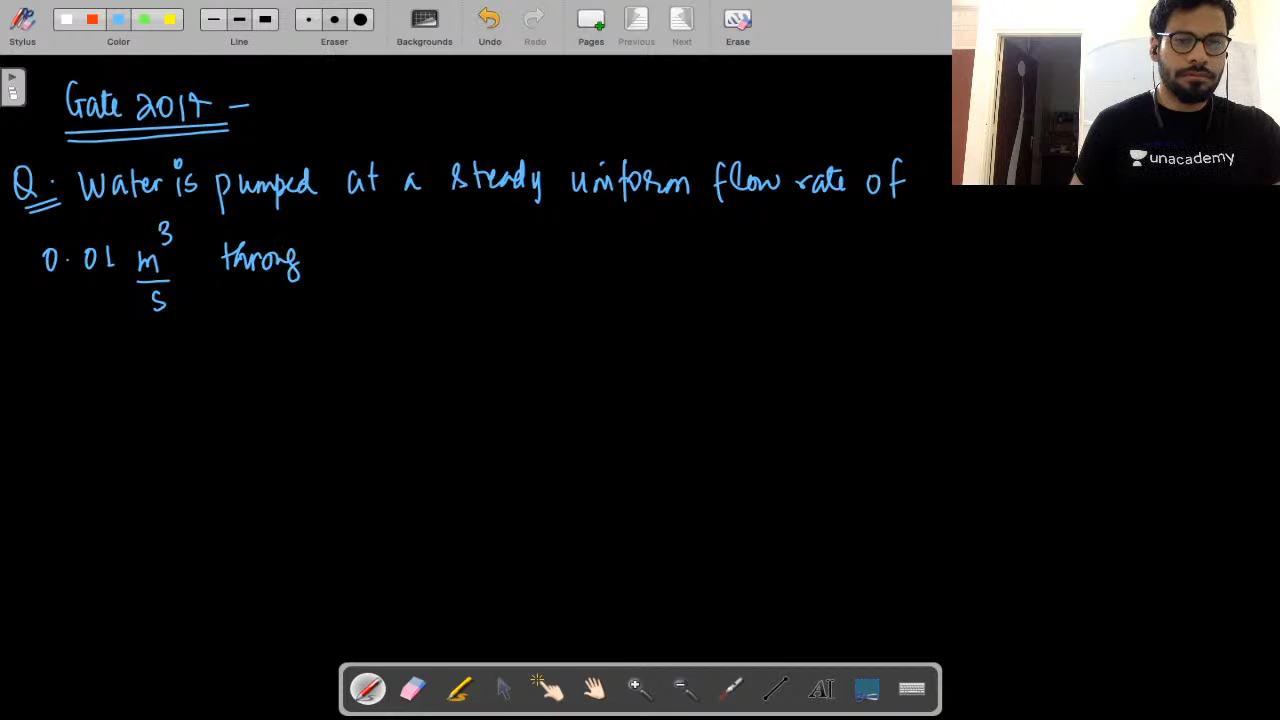 Stylus Color Line Eraser Backgrounds Undo Redo Pages Previous Next Erase
Gate 2017 -
Q. Water is pumped at a steady uniform flow rate of
0.01 m³/s throug
unacademy
AI